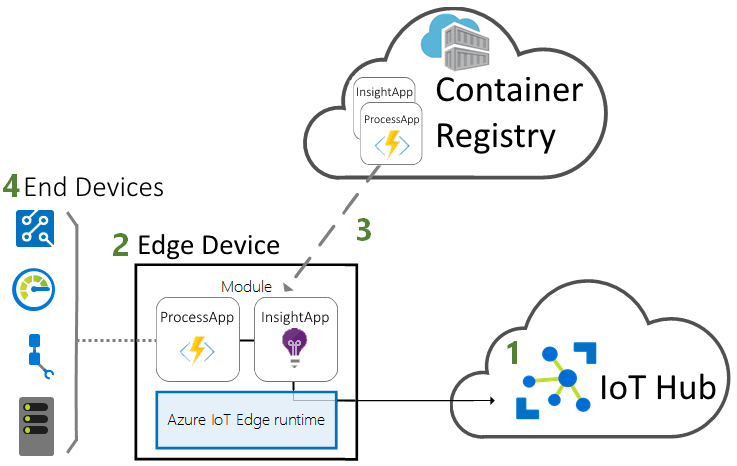 InsightApp
ProcessApp
Container
Registry
4 End Devices
3
2 Edge Device
Module
ProcessApp
InsightApp
1
IoT Hub
Azure IoT Edge runtime